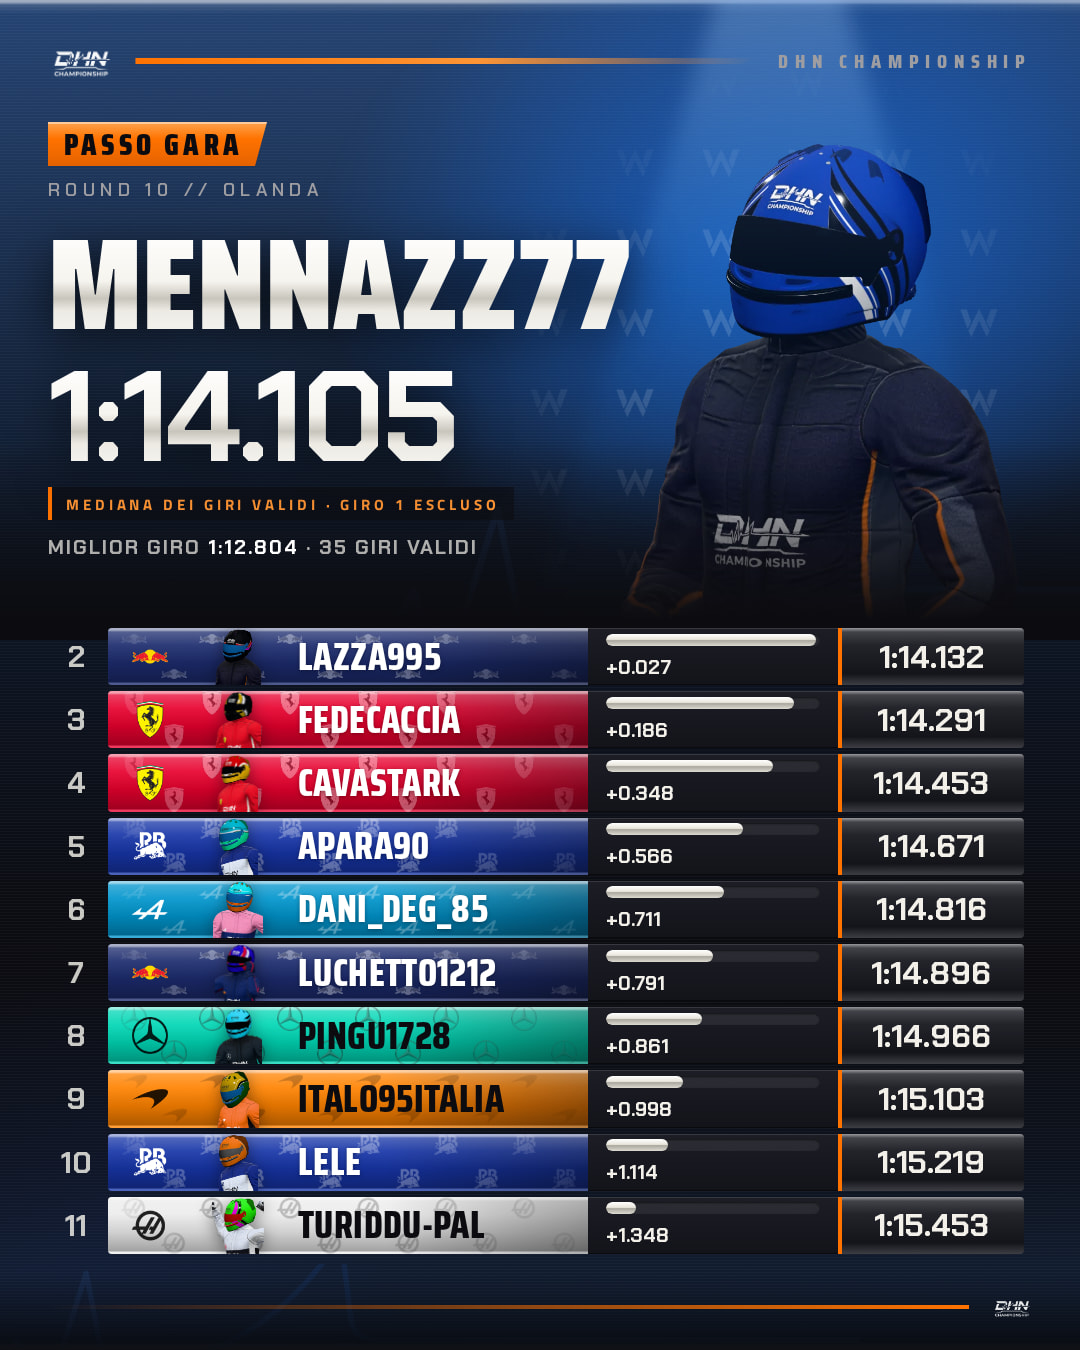 DHN
CHAMPIONSHIP
DHN CHAMPIONSHIP
PASSO GARA
ROUND 10 // OLANDA
MENNAZZ77
1:14.105
MEDIANA DEI GIRI VALIDI · GIRO 1 ESCLUSO
MIGLIOR GIRO 1:12.804 · 35 GIRI VALIDI
DHN
CHAMPIONSHIP
DHN
CHAMPIONSHIP
2 LAZZA995 +0.027 1:14.132
3 FEDECACCIA +0.186 1:14.291
4 CAVASTARK +0.348 1:14.453
5 APARA90 +0.566 1:14.671
6 DANI_DEG_85 +0.711 1:14.816
7 LUCHETTO1212 +0.791 1:14.896
8 PINGU1728 +0.861 1:14.966
9 ITALO95ITALIA +0.998 1:15.103
10 LELE +1.114 1:15.219
11 TURIDDU-PAL +1.348 1:15.453
DHN
CHAMPIONSHIP